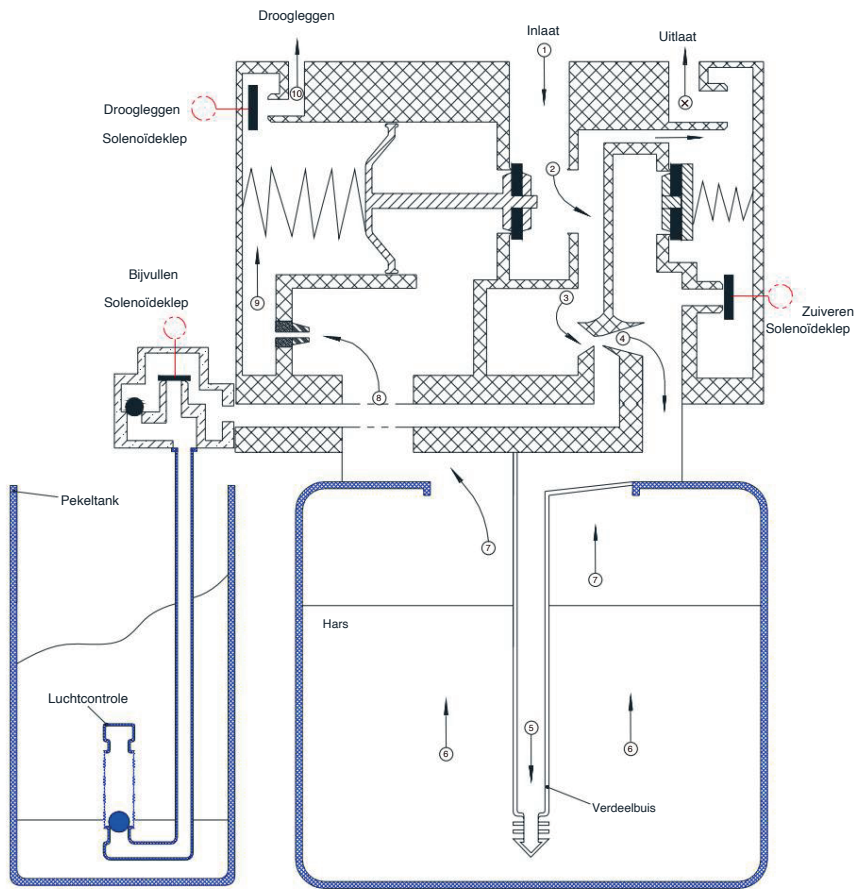 Droogleggen
Inlaat
Uitlaat
1
10
Droogleggen
Solenoïdeklep
2
Bijvullen
Solenoïdeklep
9
3
Zuiveren
Solenoïdeklep
4
8
Pekeltank
7
7
Hars
Luchtcontrole
5
6
6
Verdeelbuis